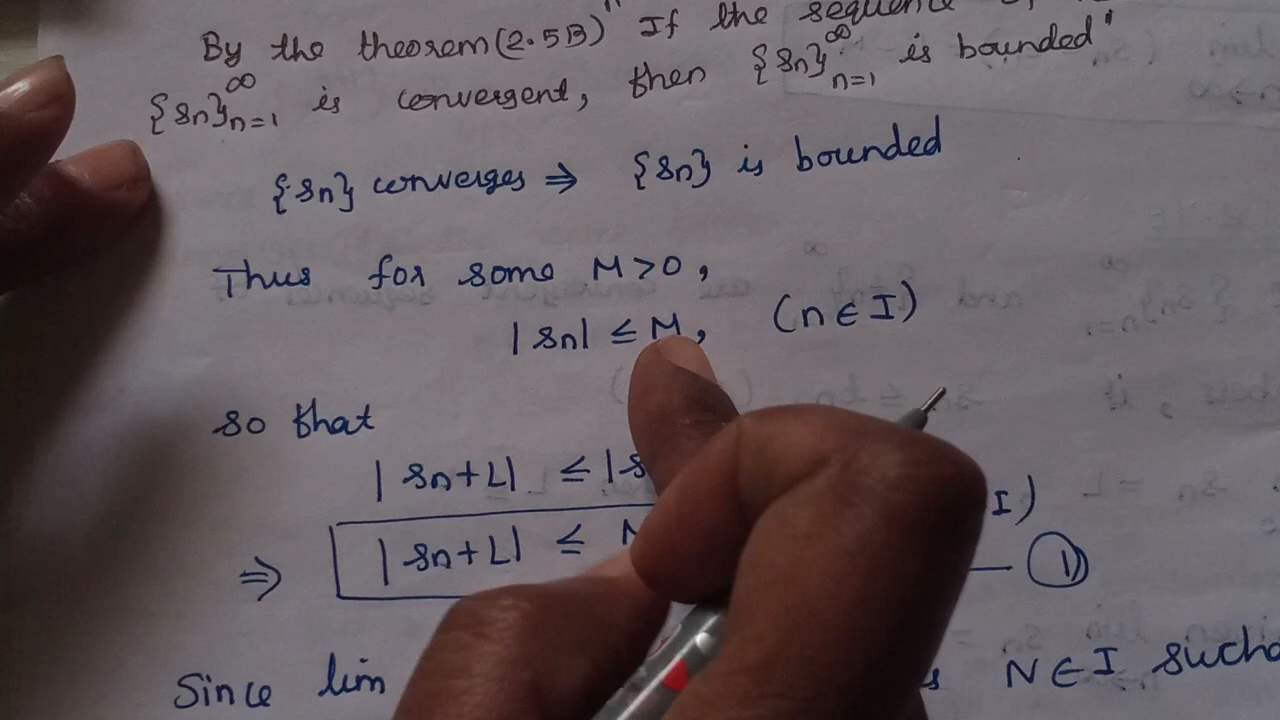 By the theorem (2.5B) "If the sequence
{sn}∞n=1 is convergent, then {sn}∞n=1 is bounded"
{sn} converges ⇒ {sn} is bounded
Thus for some M>0,
|sn| ≤ M, (n∈I)
so that
|sn+L| ≤ |s I)
⇒ |sn+L| ≤ — ①
Since lim N∈I such